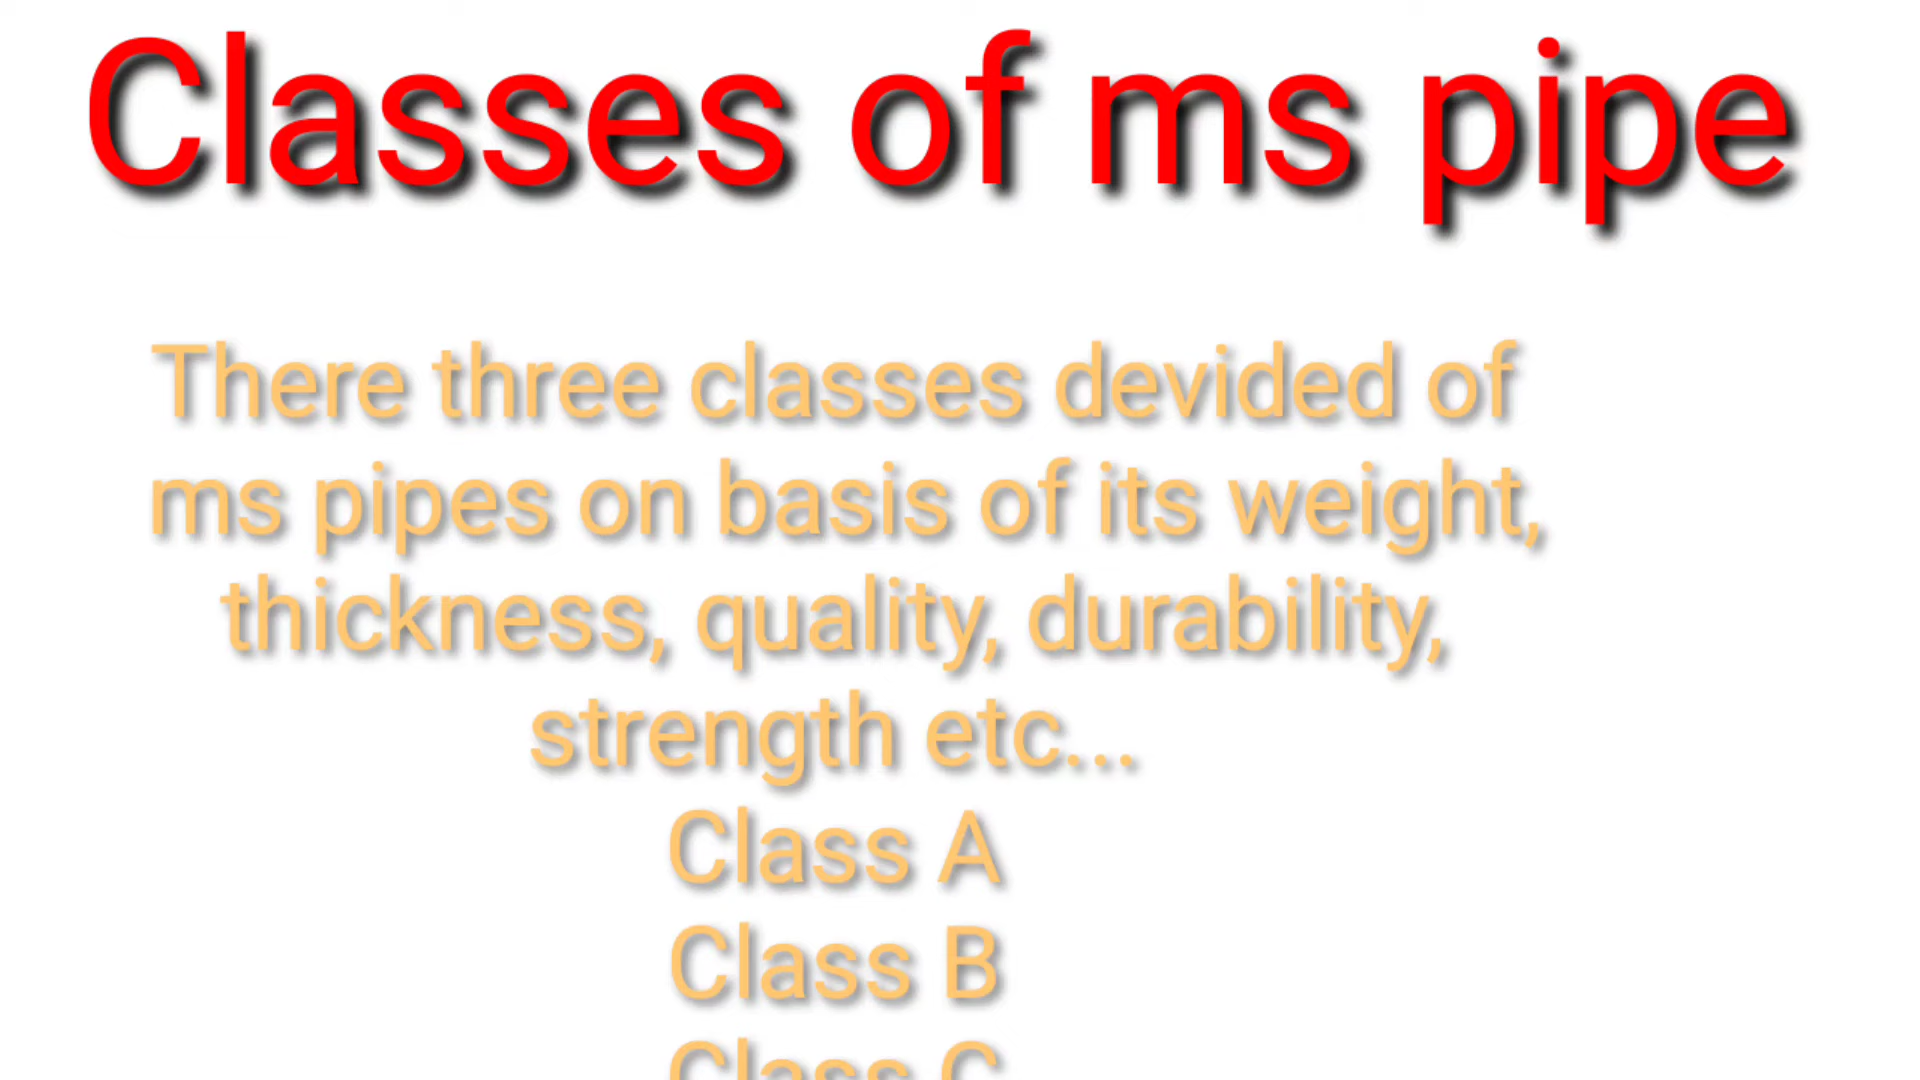 Classes of ms pipe
There three classes devided of
ms pipes on basis of its weight,
thickness, quality, durability,
strength etc...
Class A
Class B
Class C